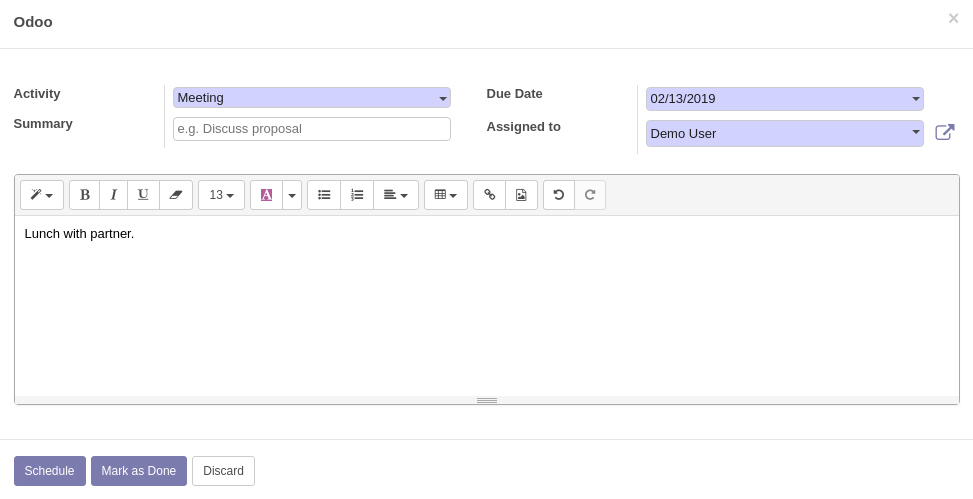 Odoo ×
Activity Meeting Due Date 02/13/2019
Summary e.g. Discuss proposal Assigned to Demo User
B I U 13 A
Lunch with partner.
Schedule Mark as Done Discard